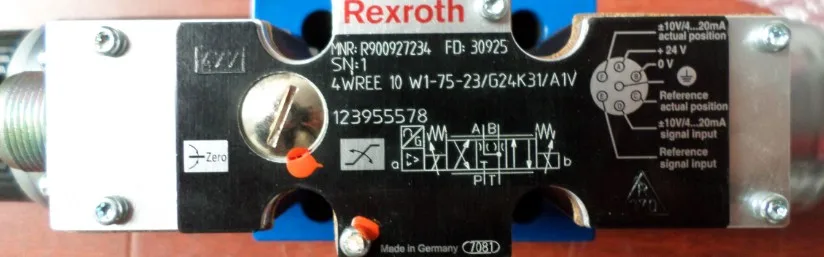 Rexroth
MNR: R900927234 FD: 30925
SN:1
4WREE 10 W1-75-23/G24K31/A1V
123955578
Zero
A B
a
b
P T
Made in Germany 7081
±10V/4...20mA
actual position
+ 24 V
0 V
Reference
actual position
±10V/4...20mA
signal input
Reference
signal input